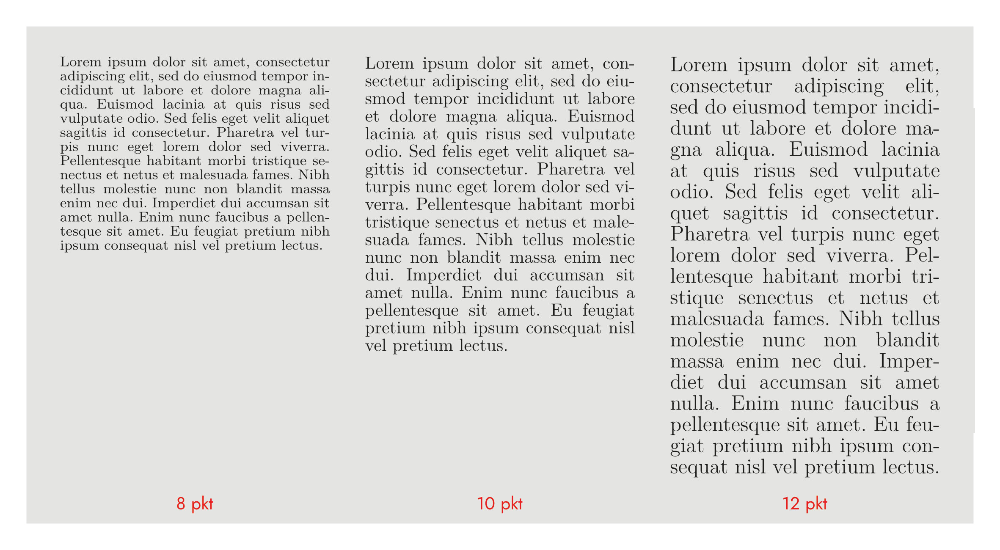 Lorem ipsum dolor sit amet, consectetur
adipiscing elit, sed do eiusmod tempor in-
cididunt ut labore et dolore magna ali-
qua. Euismod lacinia at quis risus sed
vulputate odio. Sed felis eget velit aliquet
sagittis id consectetur. Pharetra vel tur-
pis nunc eget lorem dolor sed viverra.
Pellentesque habitant morbi tristique se-
nectus et netus et malesuada fames. Nibh
tellus molestie nunc non blandit massa
enim nec dui. Imperdiet dui accumsan sit
amet nulla. Enim nunc faucibus a pellen-
tesque sit amet. Eu feugiat pretium nibh
ipsum consequat nisl vel pretium lectus.
8 pkt
Lorem ipsum dolor sit amet, con-
sectetur adipiscing elit, sed do eiu-
smod tempor incididunt ut labore
et dolore magna aliqua. Euismod
lacinia at quis risus sed vulputate
odio. Sed felis eget velit aliquet sa-
gittis id consectetur. Pharetra vel
turpis nunc eget lorem dolor sed vi-
verra. Pellentesque habitant morbi
tristique senectus et netus et male-
suada fames. Nibh tellus molestie
nunc non blandit massa enim nec
dui. Imperdiet dui accumsan sit
amet nulla. Enim nunc faucibus a
pellentesque sit amet. Eu feugiat
pretium nibh ipsum consequat nisl
vel pretium lectus.
10 pkt
Lorem ipsum dolor sit amet,
consectetur adipiscing elit,
sed do eiusmod tempor incidi-
dunt ut labore et dolore ma-
gna aliqua. Euismod lacinia
at quis risus sed vulputate
odio. Sed felis eget velit ali-
quet sagittis id consectetur.
Pharetra vel turpis nunc eget
lorem dolor sed viverra. Pel-
lentesque habitant morbi tri-
stique senectus et netus et
malesuada fames. Nibh tellus
molestie nunc non blandit
massa enim nec dui. Imper-
diet dui accumsan sit amet
nulla. Enim nunc faucibus a
pellentesque sit amet. Eu feu-
giat pretium nibh ipsum con-
sequat nisl vel pretium lectus.
12 pkt